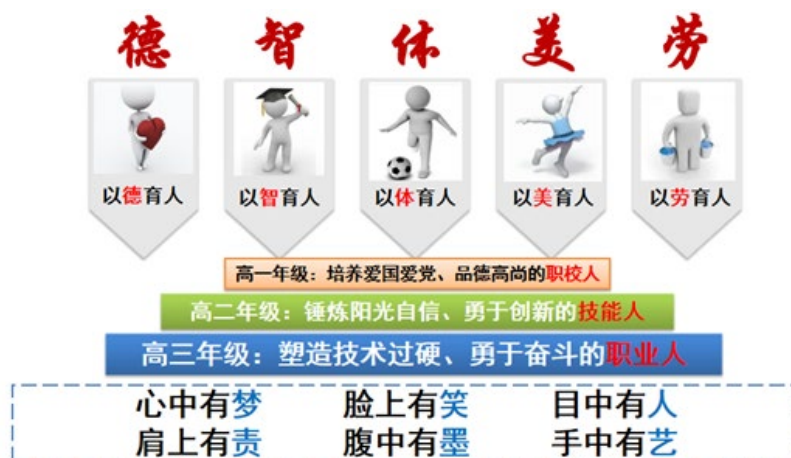 德 智 体 美 劳
以德育人 以智育人 以体育人 以美育人 以劳育人
高一年级：培养爱国爱党、品德高尚的职校人
高二年级：锤炼阳光自信、勇于创新的技能人
高三年级：塑造技术过硬、勇于奋斗的职业人
心中有梦 脸上有笑 目中有人
肩上有责 腹中有墨 手中有艺